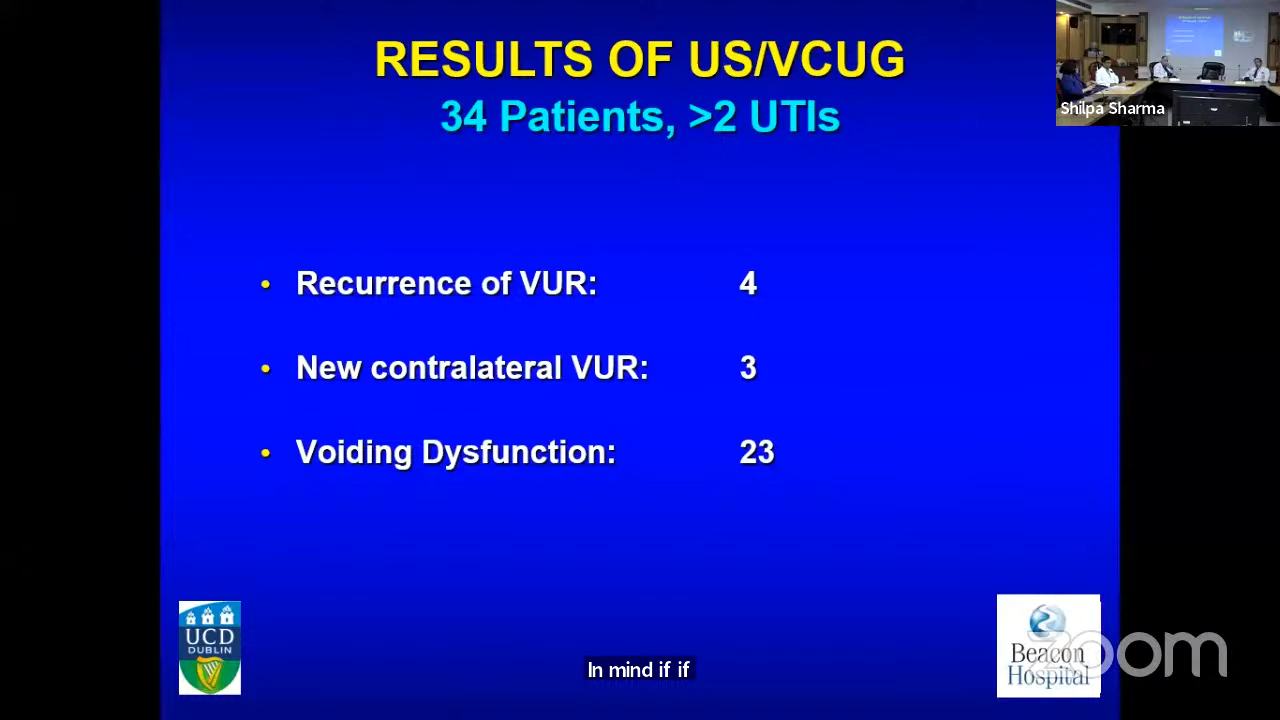 RESULTS OF US/VCUG
34 Patients, >2 UTIs
Shilpa Sharma
• Recurrence of VUR: 4
• New contralateral VUR: 3
• Voiding Dysfunction: 23
UCD
DUBLIN
In mind if if
Beacon
Hospital
zoom